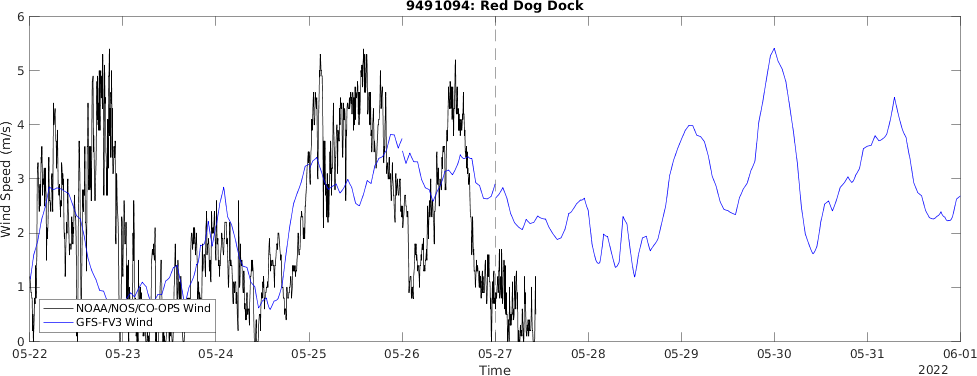 9491094: Red Dog Dock
6
5
4
3
2
1
0
Wind Speed (m/s)
NOAA/NOS/CO-OPS Wind
GFS-FV3 Wind
05-22 05-23 05-24 05-25 05-26 05-27 05-28 05-29 05-30 05-31 06-01
Time
2022